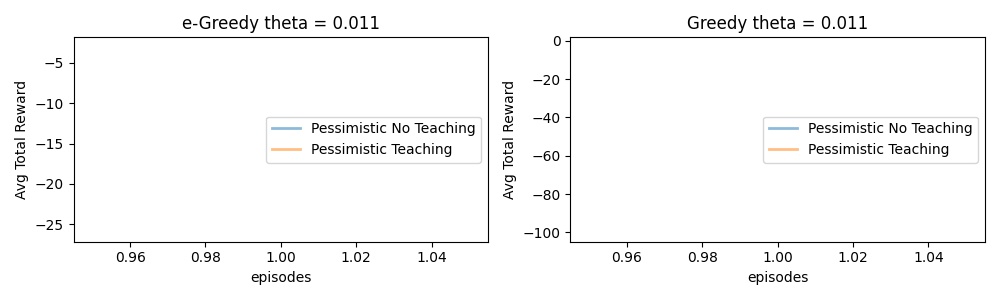 e-Greedy theta = 0.011
Avg Total Reward
−5
−10
−15
−20
−25
Pessimistic No Teaching
Pessimistic Teaching
0.96 0.98 1.00 1.02 1.04
episodes
Greedy theta = 0.011
Avg Total Reward
0
−20
−40
−60
−80
−100
Pessimistic No Teaching
Pessimistic Teaching
0.96 0.98 1.00 1.02 1.04
episodes